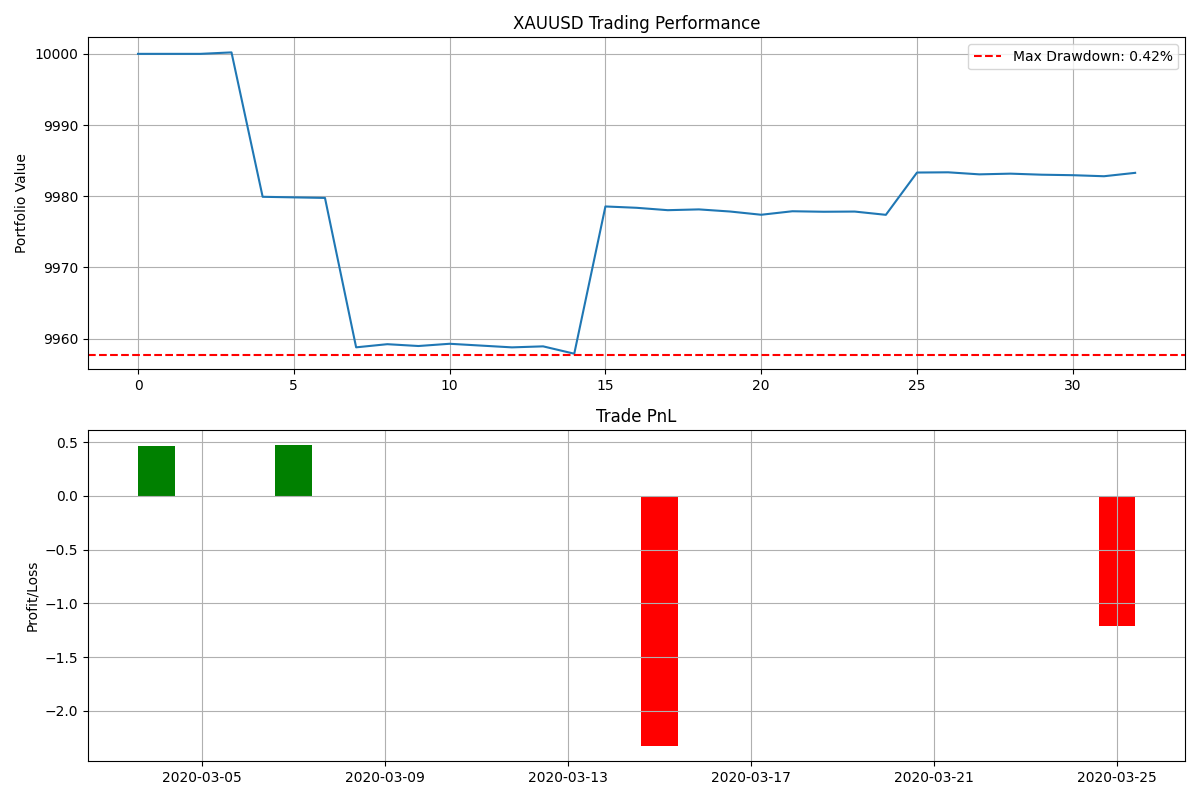 XAUUSD Trading Performance
Portfolio Value
10000
9990
9980
9970
9960
Max Drawdown: 0.42%
0 5 10 15 20 25 30
Trade PnL
Profit/Loss
0.5
0.0
−0.5
−1.0
−1.5
−2.0
2020-03-05 2020-03-09 2020-03-13 2020-03-17 2020-03-21 2020-03-25